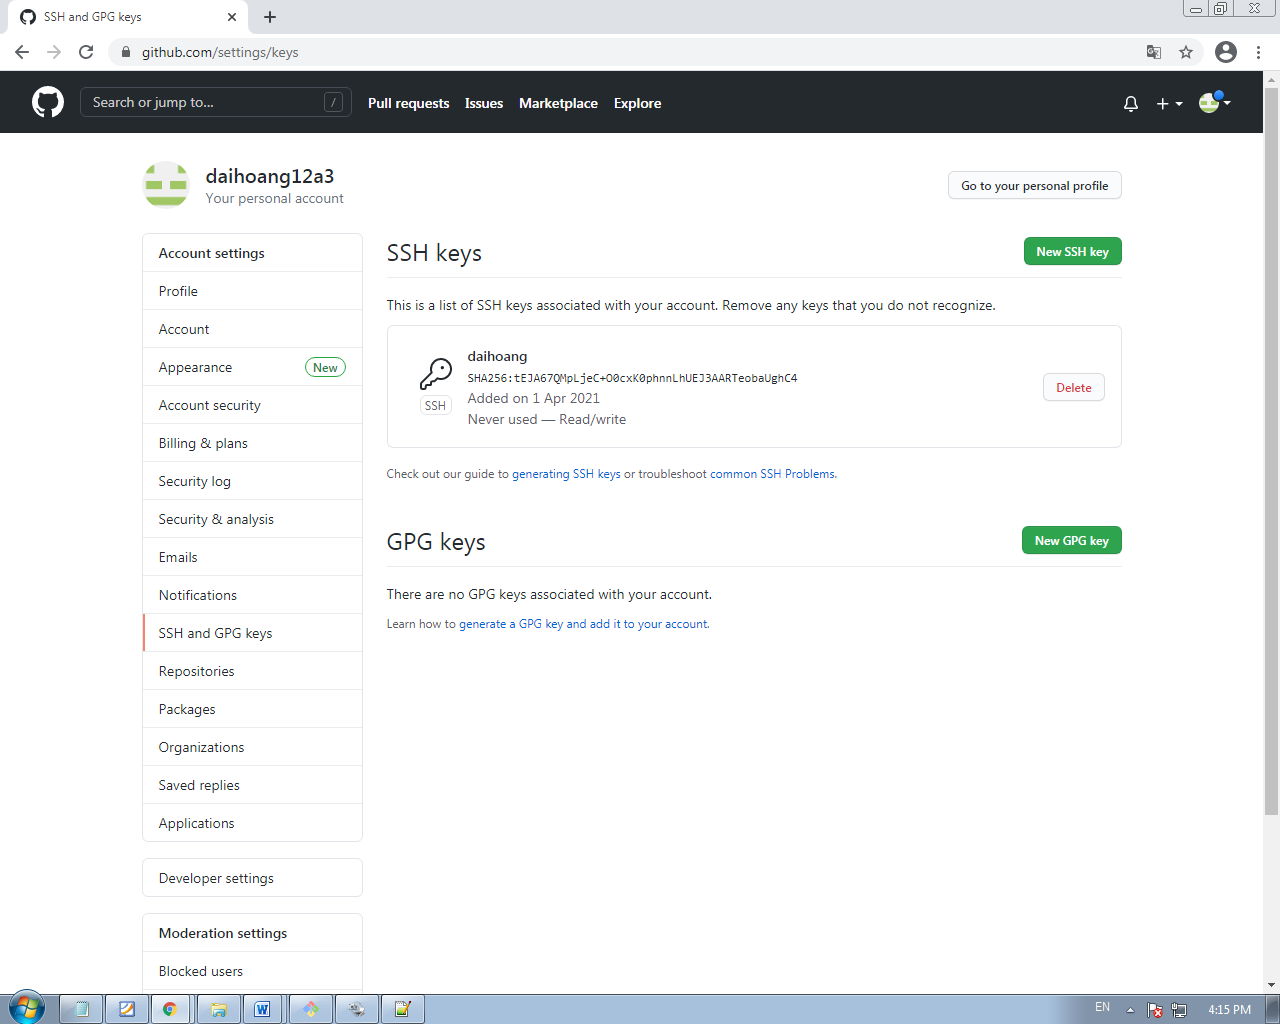 SSH and GPG keys
github.com/settings/keys
Search or jump to...
/
Pull requests
Issues
Marketplace
Explore
daihoang12a3
Your personal account
Go to your personal profile
Account settings
Profile
Account
Appearance
New
Account security
Billing & plans
Security log
Security & analysis
Emails
Notifications
SSH and GPG keys
Repositories
Packages
Organizations
Saved replies
Applications
Developer settings
Moderation settings
Blocked users
SSH keys
New SSH key
This is a list of SSH keys associated with your account. Remove any keys that you do not recognize.
daihoang
SHA256:tEJA67QMpLjeC+O0cxK0phnnLhUEJ3AARTeobaUghC4
Added on 1 Apr 2021
Never used — Read/write
SSH
Delete
Check out our guide to generating SSH keys or troubleshoot common SSH Problems.
GPG keys
New GPG key
There are no GPG keys associated with your account.
Learn how to generate a GPG key and add it to your account.
EN
4:15 PM